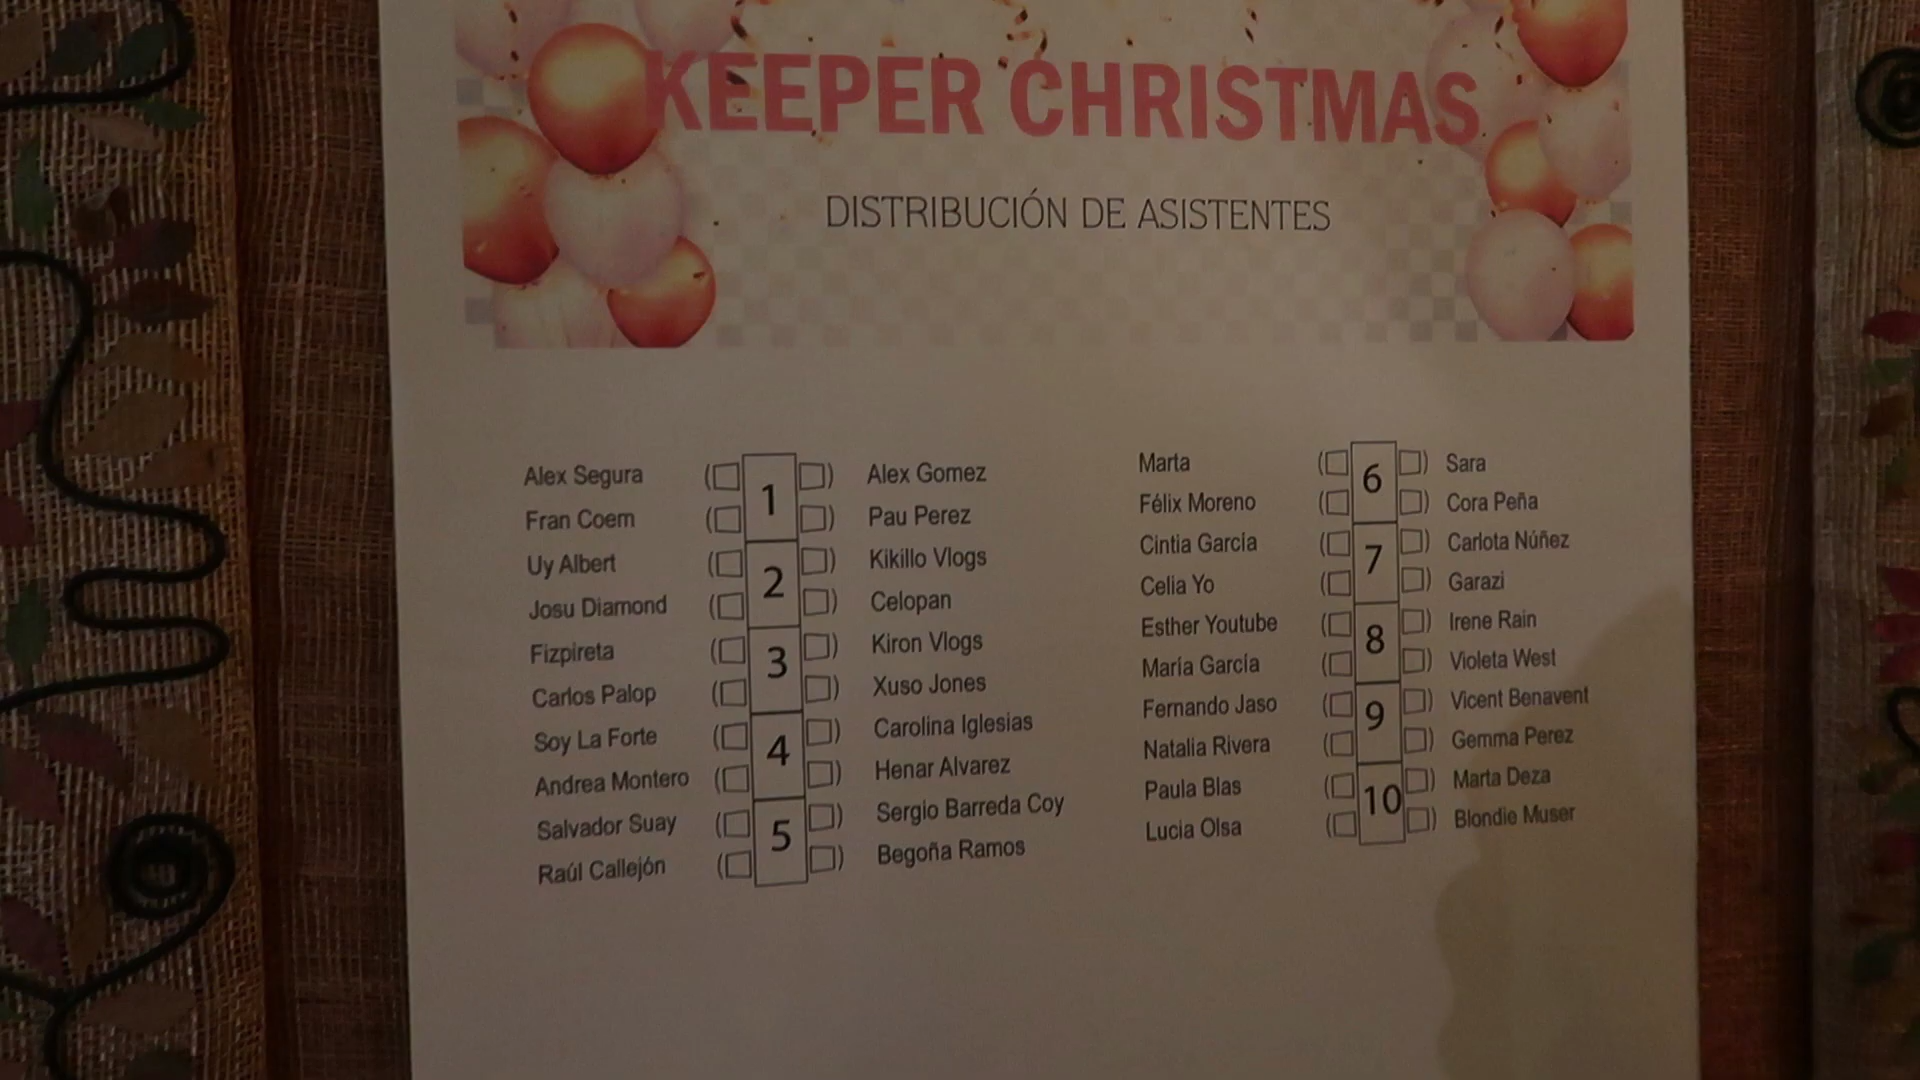 KEEPER CHRISTMAS
DISTRIBUCIÓN DE ASISTENTES
Alex Segura
Fran Coem
Uy Albert
Josu Diamond
Fizpireta
Carlos Palop
Soy La Forte
Andrea Montero
Salvador Suay
Raúl Callejón
1
2
3
4
5
Alex Gomez
Pau Perez
Kikillo Vlogs
Celopan
Kiron Vlogs
Xuso Jones
Carolina Iglesias
Henar Alvarez
Sergio Barreda Coy
Begoña Ramos
Marta
Félix Moreno
Cintia García
Celia Yo
Esther Youtube
María García
Fernando Jaso
Natalia Rivera
Paula Blas
Lucia Olsa
6
7
8
9
10
Sara
Cora Peña
Carlota Núñez
Garazi
Irene Rain
Violeta West
Vicent Benavent
Gemma Perez
Marta Deza
Blondie Muser